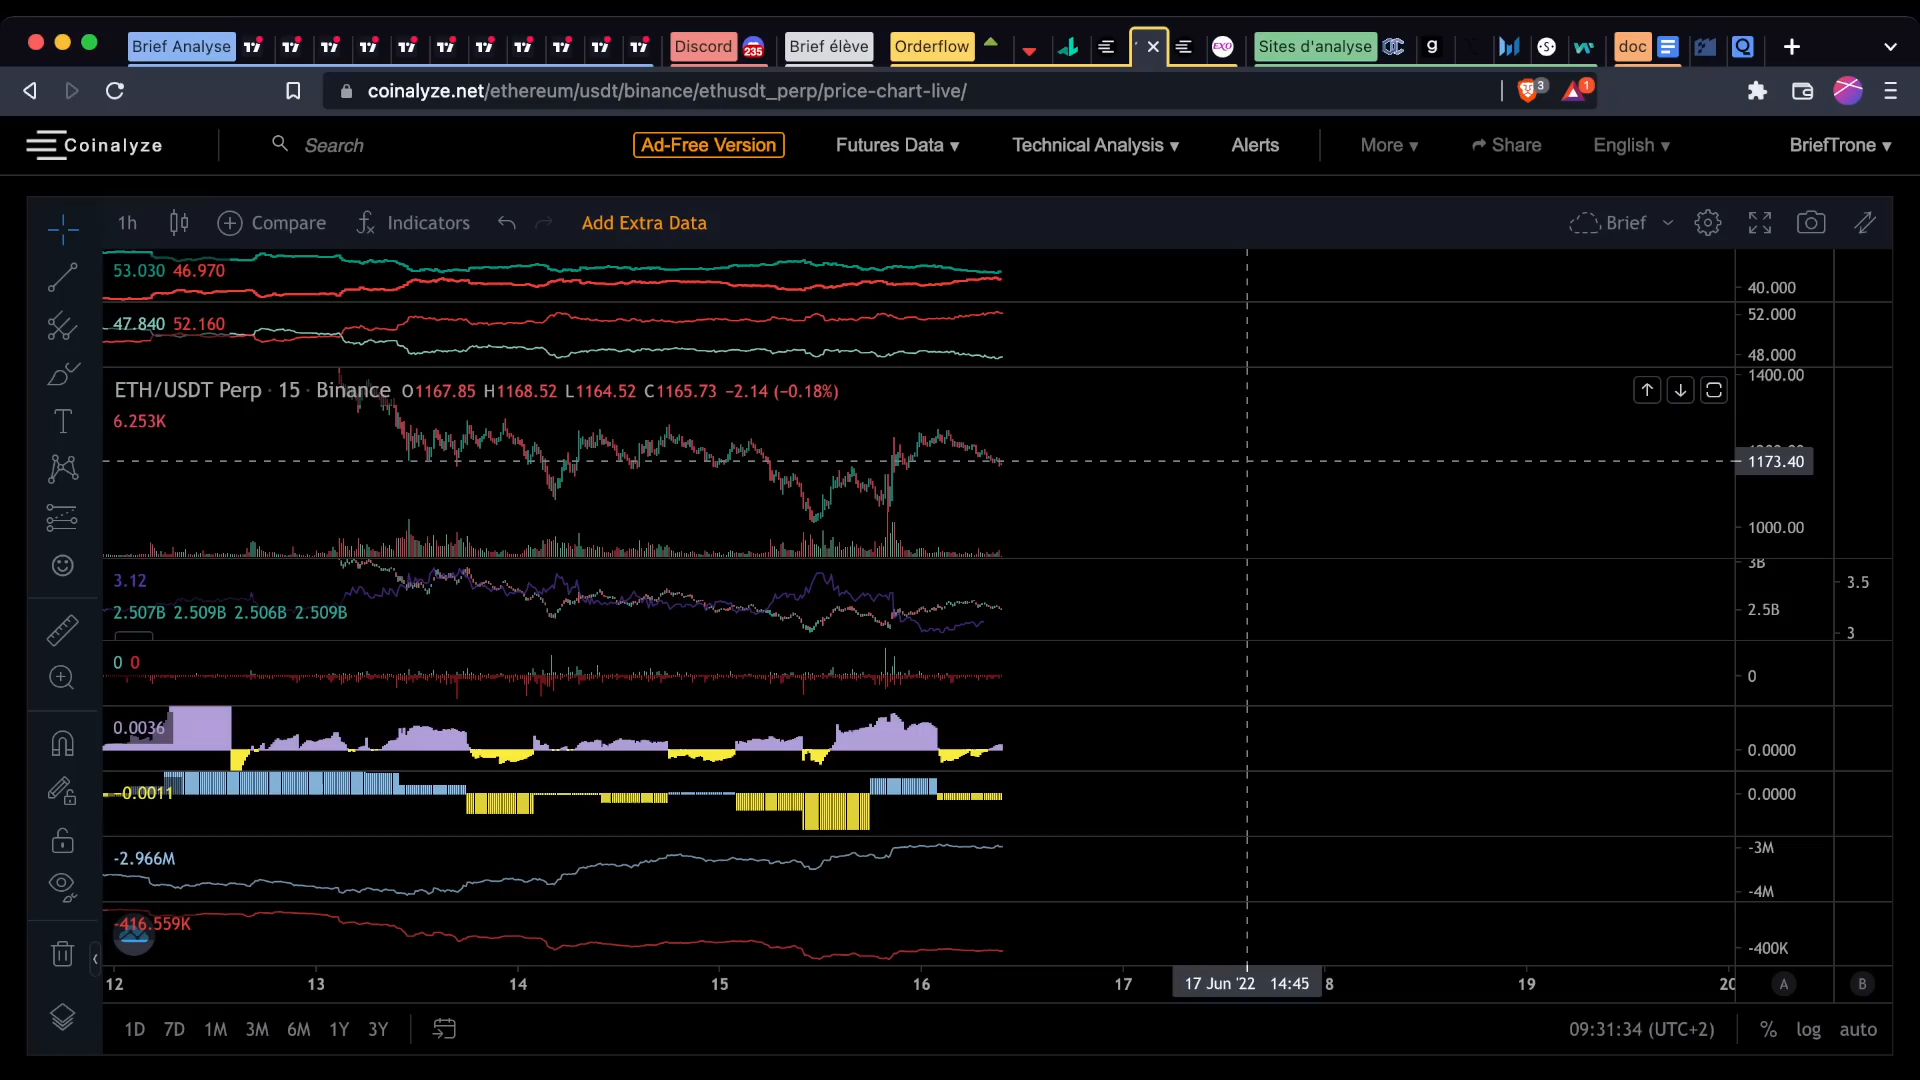 Brief Analyse
Discord
235
Brief élève
Orderflow
EXO
Sites d'analyse
g
doc
coinalyze.net/ethereum/usdt/binance/ethusdt_perp/price-chart-live/
3
1
Coinalyze
Search
Ad-Free Version
Futures Data ▾
Technical Analysis ▾
Alerts
More ▾
Share
English ▾
BriefTrone ▾
1h
Compare
Indicators
Add Extra Data
Brief
53.030 46.970
40.000
47.840 52.160
52.000
48.000
ETH/USDT Perp · 15 · Binance O1167.85 H1168.52 L1164.52 C1165.73 −2.14 (−0.18%)
6.253K
1400.00
1173.40
1000.00
3.12
2.507B 2.509B 2.506B 2.509B
3B
2.5B
3.5
3
0 0
0
0.0036
0.0000
-0.0011
0.0000
-2.966M
-3M
-4M
-416.559K
-400K
12 13 14 15 16 17 17 Jun '22 14:45 8 19 20
A B
1D 7D 1M 3M 6M 1Y 3Y
09:31:34 (UTC+2)
% log auto